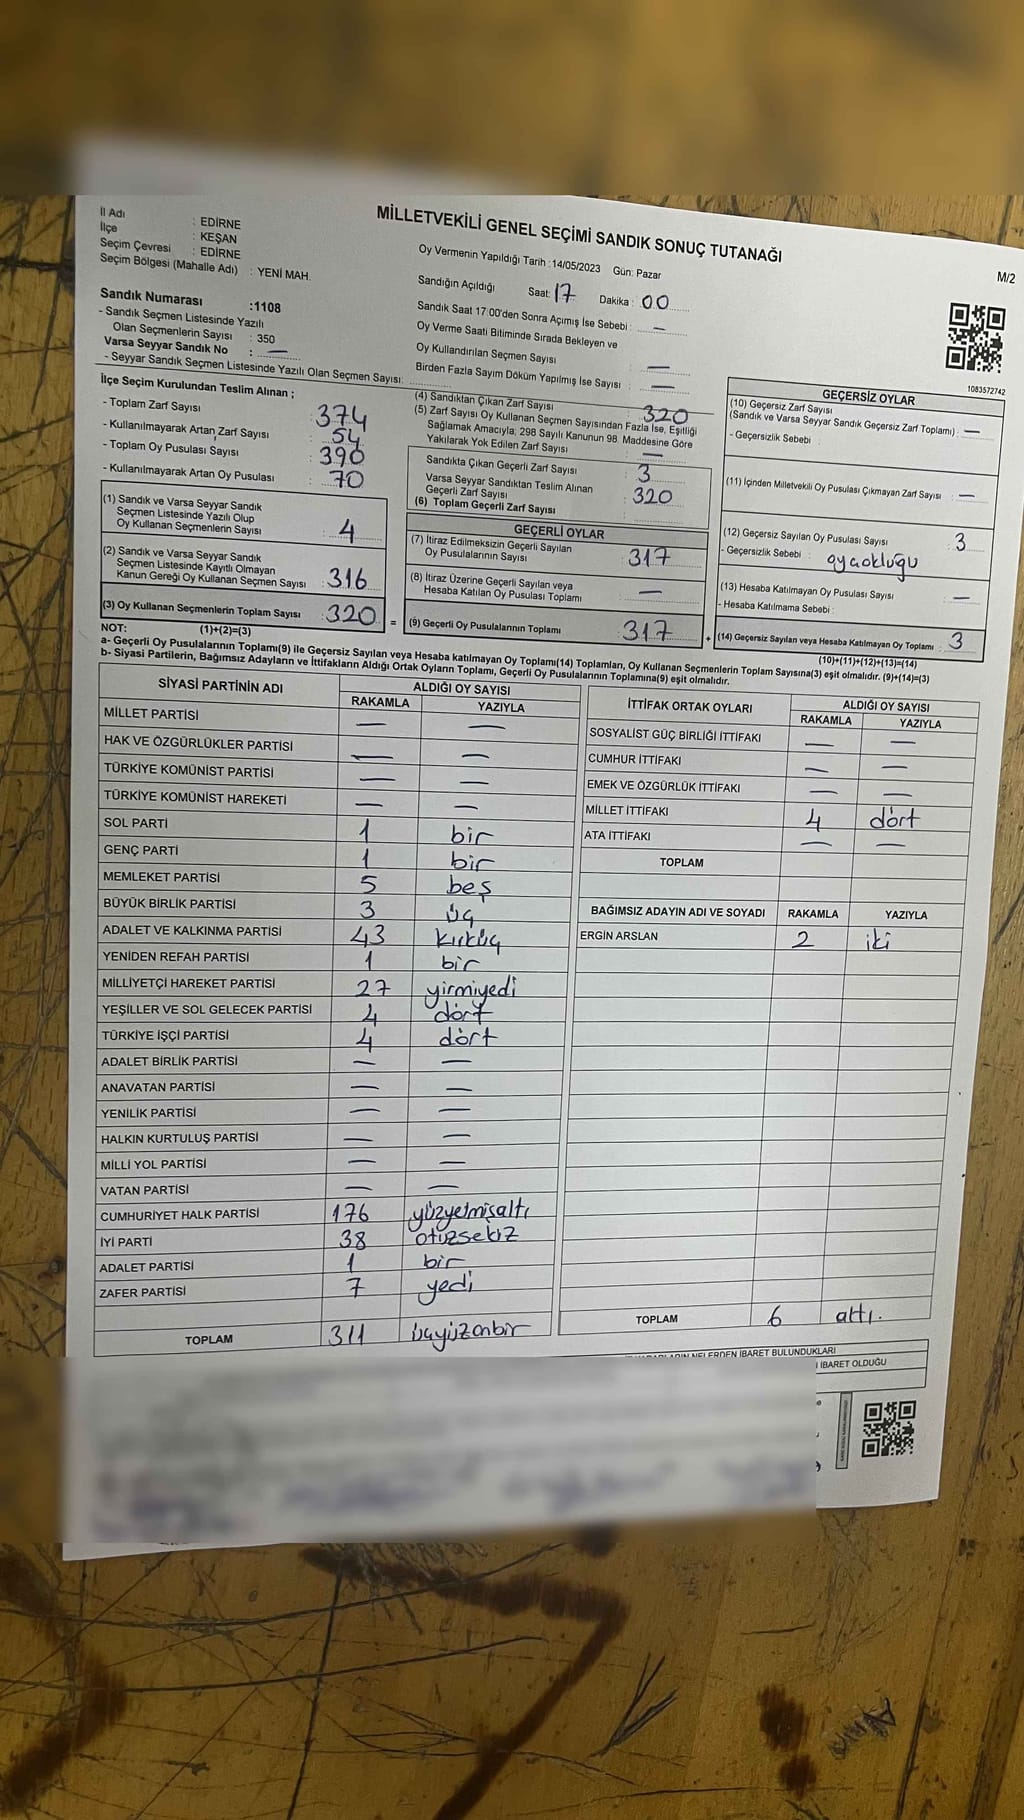 MİLLETVEKİLİ GENEL SEÇİMİ SANDIK SONUÇ TUTANAĞI
M/2
İl Adı : EDİRNE
İlçe : KEŞAN
Seçim Çevresi : EDİRNE
Seçim Bölgesi (Mahalle Adı) : YENİ MAH.
Sandık Numarası :1108
- Sandık Seçmen Listesinde Yazılı
Olan Seçmenlerin Sayısı : 350
Varsa Seyyar Sandık No : —
- Seyyar Sandık Seçmen Listesinde Yazılı Olan Seçmen Sayısı:
Oy Vermenin Yapıldığı Tarih :14/05/2023 Gün: Pazar
Sandığın Açıldığı Saat: 17 Dakika : 00
Sandık Saat 17:00'den Sonra Açımış İse Sebebi : —
Oy Verme Saati Bitiminde Sırada Bekleyen ve
Oy Kullandırılan Seçmen Sayısı : —
Birden Fazla Sayım Döküm Yapılmış İse Sayısı : —
1083572742
İlçe Seçim Kurulundan Teslim Alınan ;
- Toplam Zarf Sayısı : 374
- Kullanılmayarak Artan Zarf Sayısı : 54
- Toplam Oy Pusulası Sayısı : 390
- Kullanılmayarak Artan Oy Pusulası : 70
(1) Sandık ve Varsa Seyyar Sandık
Seçmen Listesinde Yazılı Olup
Oy Kullanan Seçmenlerin Sayısı : 4
(2) Sandık ve Varsa Seyyar Sandık
Seçmen Listesinde Kayıtlı Olmayan
Kanun Gereği Oy Kullanan Seçmen Sayısı : 316
(3) Oy Kullanan Seçmenlerin Toplam Sayısı : 320 =
(4) Sandıktan Çıkan Zarf Sayısı : 320
(5) Zarf Sayısı Oy Kullanan Seçmen Sayısından Fazla İse, Eşitliği
Sağlamak Amacıyla; 298 Sayılı Kanunun 98. Maddesine Göre
Yakılarak Yok Edilen Zarf Sayısı : —
Sandıkta Çıkan Geçerli Zarf Sayısı : 3
Varsa Seyyar Sandıktan Teslim Alınan
Geçerli Zarf Sayısı : 320
(6) Toplam Geçerli Zarf Sayısı :
GEÇERLİ OYLAR
(7) İtiraz Edilmeksizin Geçerli Sayılan
Oy Pusulalarının Sayısı : 317
(8) İtiraz Üzerine Geçerli Sayılan veya
Hesaba Katılan Oy Pusulası Toplamı : —
(9) Geçerli Oy Pusulalarının Toplamı : 317 +
GEÇERSİZ OYLAR
(10) Geçersiz Zarf Sayısı
(Sandık ve Varsa Seyyar Sandık Geçersiz Zarf Toplamı) : —
- Geçersizlik Sebebi :
(11) İçinden Milletvekili Oy Pusulası Çıkmayan Zarf Sayısı : —
(12) Geçersiz Sayılan Oy Pusulası Sayısı : 3
- Geçersizlik Sebebi :
(13) Hesaba Katılmayan Oy Pusulası Sayısı : —
- Hesaba Katılmama Sebebi :
(14) Geçersiz Sayılan veya Hesaba Katılmayan Oy Toplamı : 3
NOT: (1)+(2)=(3)
(10)+(11)+(12)+(13)=(14)
a- Geçerli Oy Pusulalarının Toplamı(9) ile Geçersiz Sayılan veya Hesaba katılmayan Oy Toplamı(14) Toplamları, Oy Kullanan Seçmenlerin Toplam Sayısına(3) eşit olmalıdır. (9)+(14)=(3)
b- Siyasi Partilerin, Bağımsız Adayların ve İttifakların Aldığı Ortak Oyların Toplamı, Geçerli Oy Pusulalarının Toplamına(9) eşit olmalıdır.
SİYASİ PARTİNİN ADI ALDIĞI OY SAYISI
RAKAMLA YAZIYLA
MİLLET PARTİSİ — —
HAK VE ÖZGÜRLÜKLER PARTİSİ — —
TÜRKİYE KOMÜNİST PARTİSİ — —
TÜRKİYE KOMÜNİST HAREKETİ — —
SOL PARTİ 1 bir
GENÇ PARTİ 1 bir
MEMLEKET PARTİSİ 5 beş
BÜYÜK BİRLİK PARTİSİ 3 üç
ADALET VE KALKINMA PARTİSİ 43 kırküç
YENİDEN REFAH PARTİSİ 1 bir
MİLLİYETÇİ HAREKET PARTİSİ 27 yirmiyedi
YEŞİLLER VE SOL GELECEK PARTİSİ 4 dört
TÜRKİYE İŞÇİ PARTİSİ 4 dört
ADALET BİRLİK PARTİSİ — —
ANAVATAN PARTİSİ — —
YENİLİK PARTİSİ — —
HALKIN KURTULUŞ PARTİSİ — —
MİLLİ YOL PARTİSİ — —
VATAN PARTİSİ — —
CUMHURİYET HALK PARTİSİ 176 yüzyetmişaltı
İYİ PARTİ 38 otuzsekiz
ADALET PARTİSİ 1 bir
ZAFER PARTİSİ 7 yedi
TOPLAM 311 üçyüzonbir
İTTİFAK ORTAK OYLARI ALDIĞI OY SAYISI
RAKAMLA YAZIYLA
SOSYALİST GÜÇ BİRLİĞİ İTTİFAKI — —
CUMHUR İTTİFAKI — —
EMEK VE ÖZGÜRLÜK İTTİFAKI — —
MİLLET İTTİFAKI 4 dört
ATA İTTİFAKI — —
TOPLAM
BAĞIMSIZ ADAYIN ADI VE SOYADI RAKAMLA YAZIYLA
ERGİN ARSLAN 2 iki
TOPLAM 6 altı.
NELERDEN İBARET BULUNDUKLARI
İBARET OLDUĞU